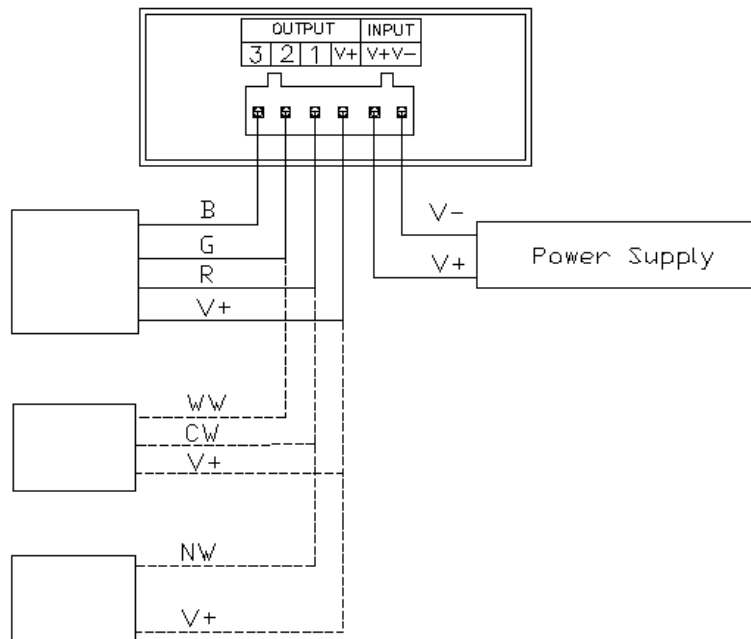 OUTPUT INPUT
3 2 1 V+ V+ V-
B
G
R
V+
V-
V+
Power Supply
WW
CW
V+
NW
V+